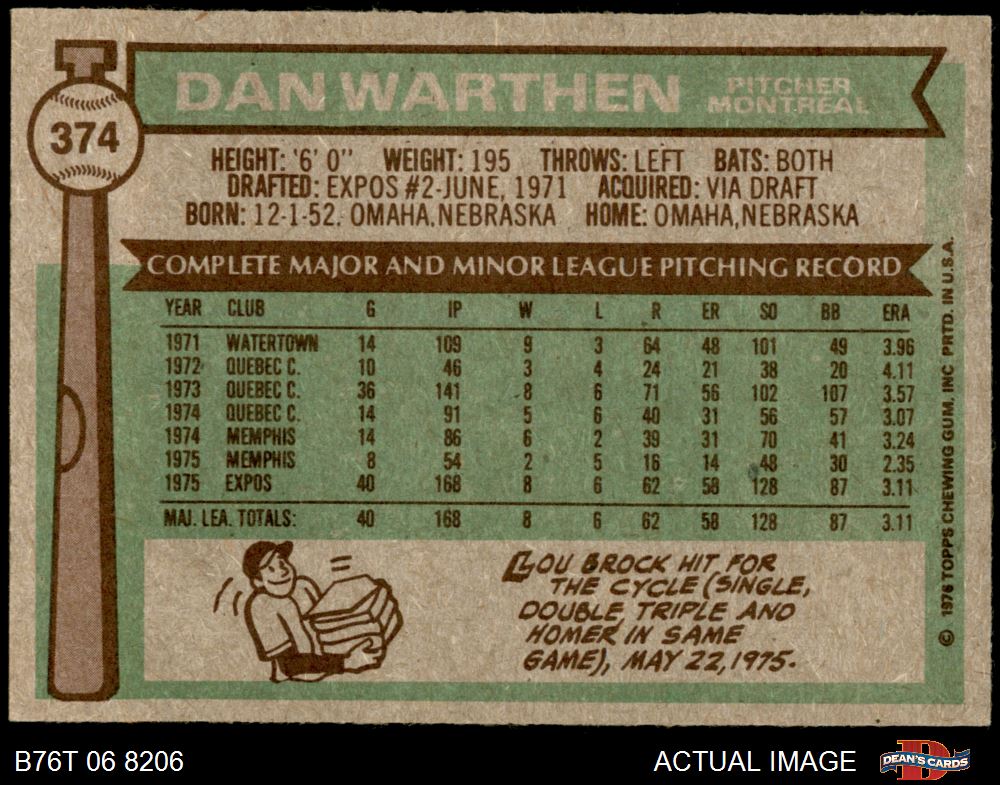 DAN WARTHEN PITCHER
MONTREAL
374
HEIGHT: '6' 0" WEIGHT: 195 THROWS: LEFT BATS: BOTH
DRAFTED: EXPOS #2-JUNE, 1971 ACQUIRED: VIA DRAFT
BORN: 12-1-52. OMAHA, NEBRASKA HOME: OMAHA, NEBRASKA
COMPLETE MAJOR AND MINOR LEAGUE PITCHING RECORD
YEAR CLUB G IP W L R ER SO BB ERA
1971 WATERTOWN 14 109 9 3 64 48 101 49 3.96
1972 QUEBEC C. 10 46 3 4 24 21 38 20 4.11
1973 QUEBEC C. 36 141 8 6 71 56 102 107 3.57
1974 QUEBEC C. 14 91 5 6 40 31 56 57 3.07
1974 MEMPHIS 14 86 6 2 39 31 70 41 3.24
1975 MEMPHIS 8 54 2 5 16 14 48 30 2.35
1975 EXPOS 40 168 8 6 62 58 128 87 3.11
MAJ. LEA. TOTALS: 40 168 8 6 62 58 128 87 3.11
LOU BROCK HIT FOR
THE CYCLE (SINGLE,
DOUBLE, TRIPLE AND
HOMER IN SAME
GAME), MAY 22, 1975.
© 1976 TOPPS CHEWING GUM, INC PRTD. IN U.S.A.
B76T 06 8206 ACTUAL IMAGE DEAN'S CARDS